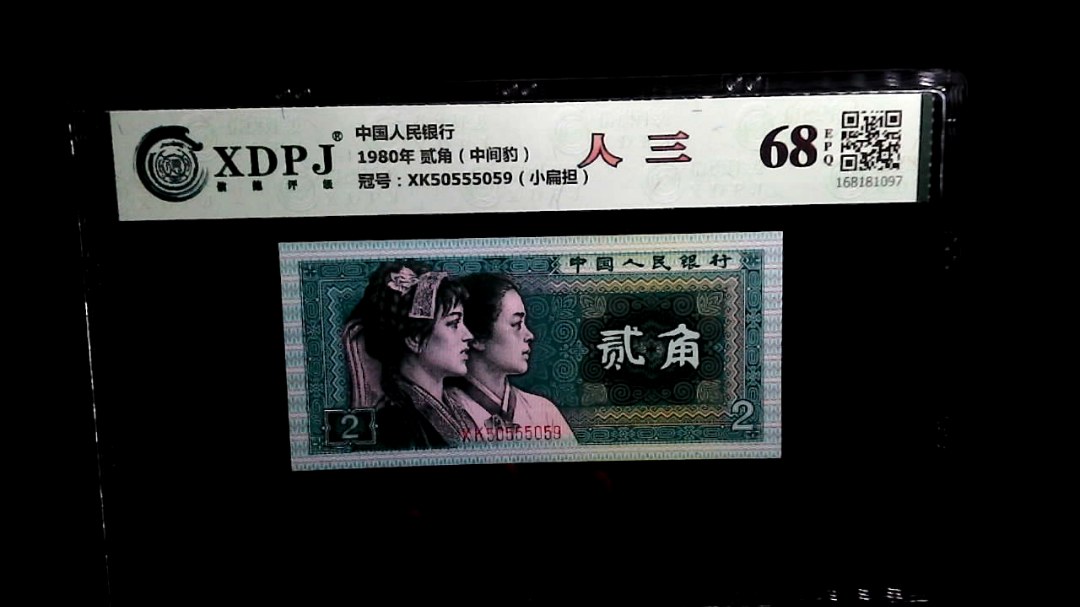 XDPJ®
中国人民银行
1980年 贰角（中间豹）
冠号：XK50555059（小扁担）
人 三
68
EPQ
168181097
中国人民银行
贰角
2
2
XK50555059